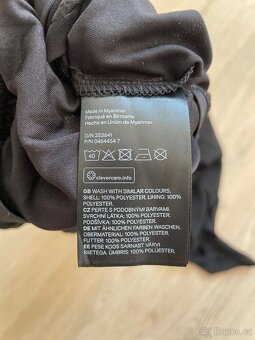 Made in Myanmar
Fabriqué en Birmanie
Hecho en Unión de Myanmar
O/N 253641
P/N 0464454 7
40
clevercare.info
GB WASH WITH SIMILAR COLOURS,
SHELL: 100% POLYESTER, LINING: 100%
POLYESTER
CZ PERTE S PODOBNÝMI BARVAMI.
SVRCHNÍ LÁTKA: 100% POLYESTER,
PODŠÍVKA: 100% POLYESTER
DE MIT ÄHNLICHEN FARBEN WASCHEN,
OBERMATERIAL: 100% POLYESTER,
FUTTER: 100% POLYESTER
EE PESE KOOS SARNAST VÄRVI
RIIETEGA, ÜMBRIS: 100% POLÜESTER,
bazos.cz